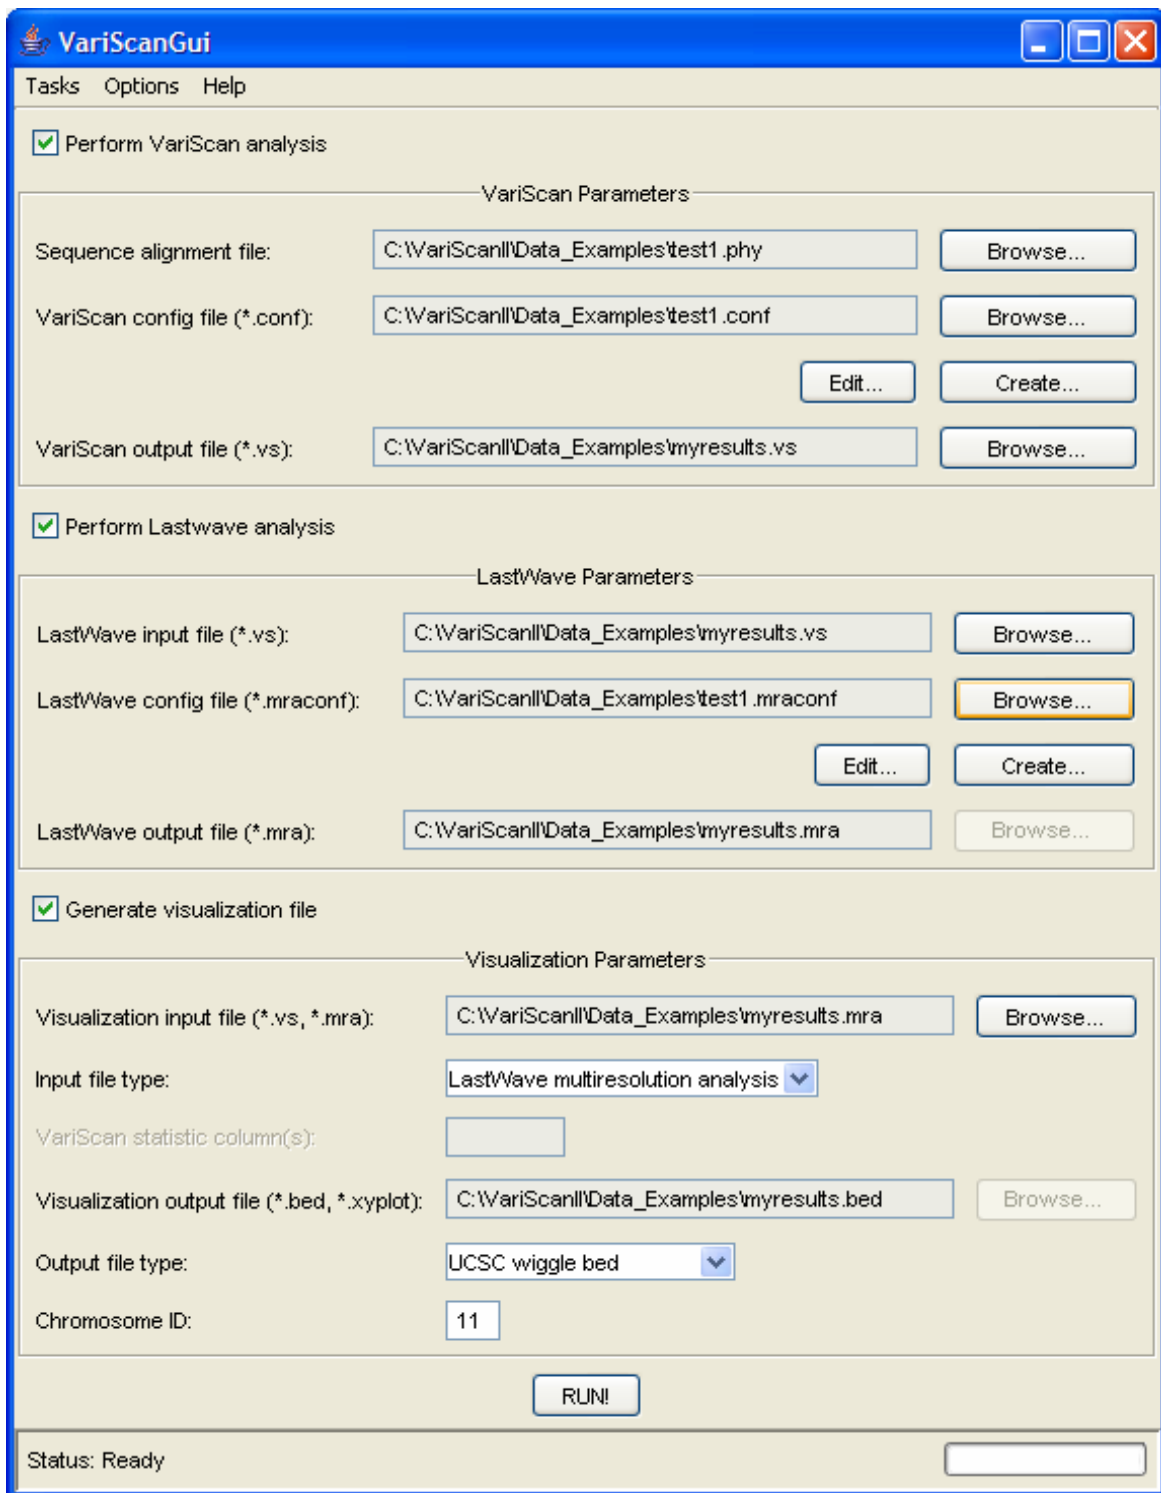 VariScanGui
Tasks Options Help
Perform VariScan analysis
VariScan Parameters
Sequence alignment file: C:\VariScanII\Data_Examples\test1.phy Browse...
VariScan config file (*.conf): C:\VariScanII\Data_Examples\test1.conf Browse...
Edit... Create...
VariScan output file (*.vs): C:\VariScanII\Data_Examples\myresults.vs Browse...
Perform Lastwave analysis
LastWave Parameters
LastWave input file (*.vs): C:\VariScanII\Data_Examples\myresults.vs Browse...
LastWave config file (*.mraconf): C:\VariScanII\Data_Examples\test1.mraconf Browse...
Edit... Create...
LastWave output file (*.mra): C:\VariScanII\Data_Examples\myresults.mra Browse...
Generate visualization file
Visualization Parameters
Visualization input file (*.vs, *.mra): C:\VariScanII\Data_Examples\myresults.mra Browse...
Input file type: LastWave multiresolution analysis
VariScan statistic column(s):
Visualization output file (*.bed, *.xyplot): C:\VariScanII\Data_Examples\myresults.bed Browse...
Output file type: UCSC wiggle bed
Chromosome ID: 11
RUN!
Status: Ready